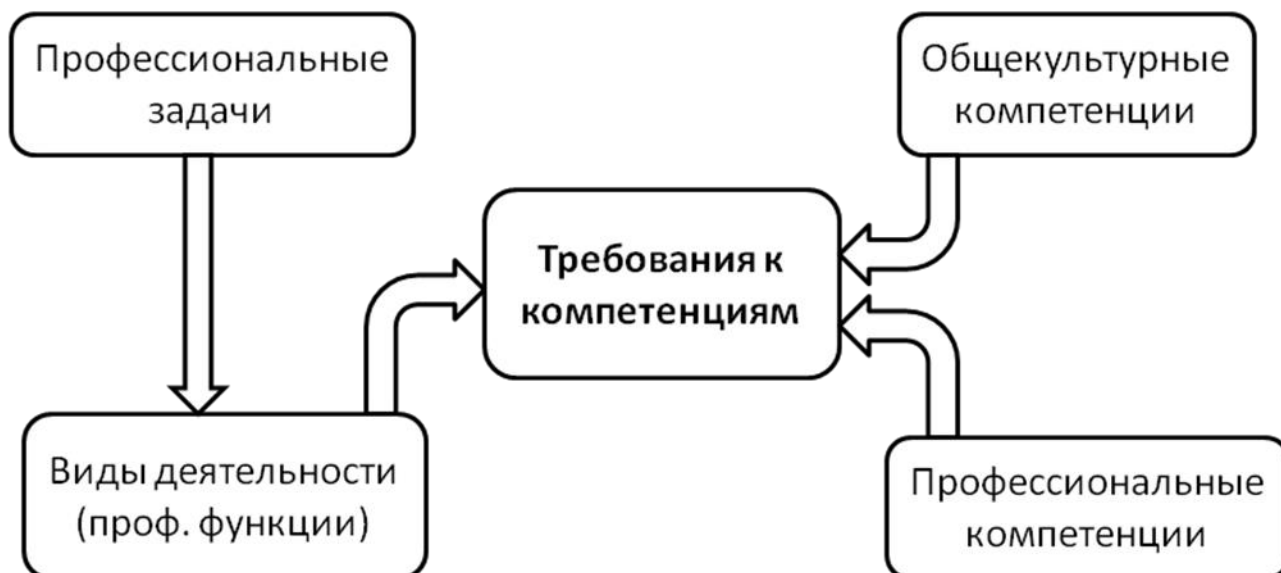 Профессиональные
задачи
Общекультурные
компетенции
Требования к
компетенциям
Виды деятельности
(проф. функции)
Профессиональные
компетенции